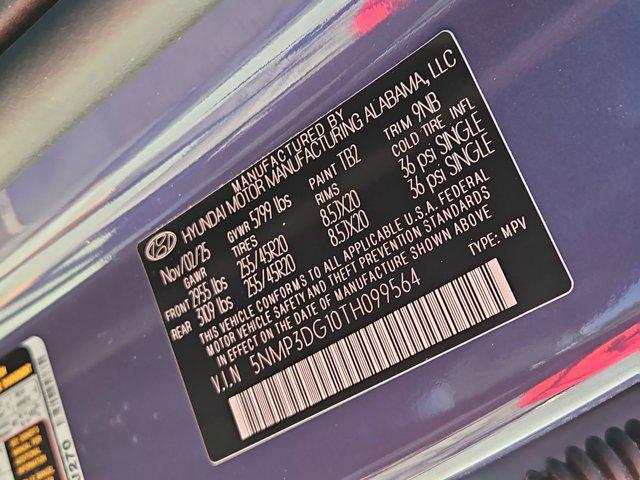 MANUFACTURED BY
HYUNDAI MOTOR MANUFACTURING ALABAMA, LLC
Nov/02/25 GVWR 5799 lbs PAINT TB2 TRIM 9NB
GAWR TIRES RIMS COLD TIRE INFL
FRONT 2955 lbs 255/45R20 8.5JX20 36 psi SINGLE
REAR 3109 lbs 255/45R20 8.5JX20 36 psi SINGLE
THIS VEHICLE CONFORMS TO ALL APPLICABLE U.S.A. FEDERAL
MOTOR VEHICLE SAFETY AND THEFT PREVENTION STANDARDS
IN EFFECT ON THE DATE OF MANUFACTURE SHOWN ABOVE
V.I.N 5NMP3DG10TH099564 TYPE: MPV
ADDITIONAL
INFORMATION